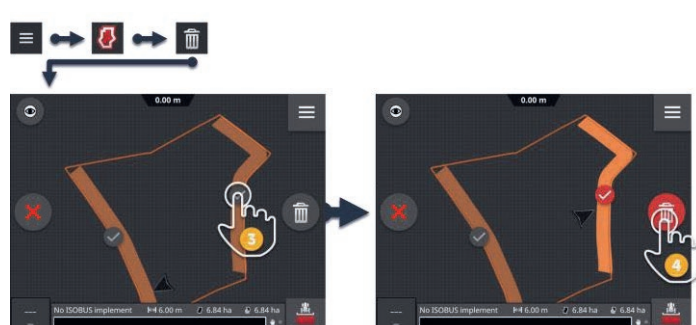 0.00 m
0.00 m
3
4
--- No ISOBUS implement 6.00 m 6.84 ha 6.84 ha
--- No ISOBUS implement 6.00 m 6.84 ha 6.84 ha